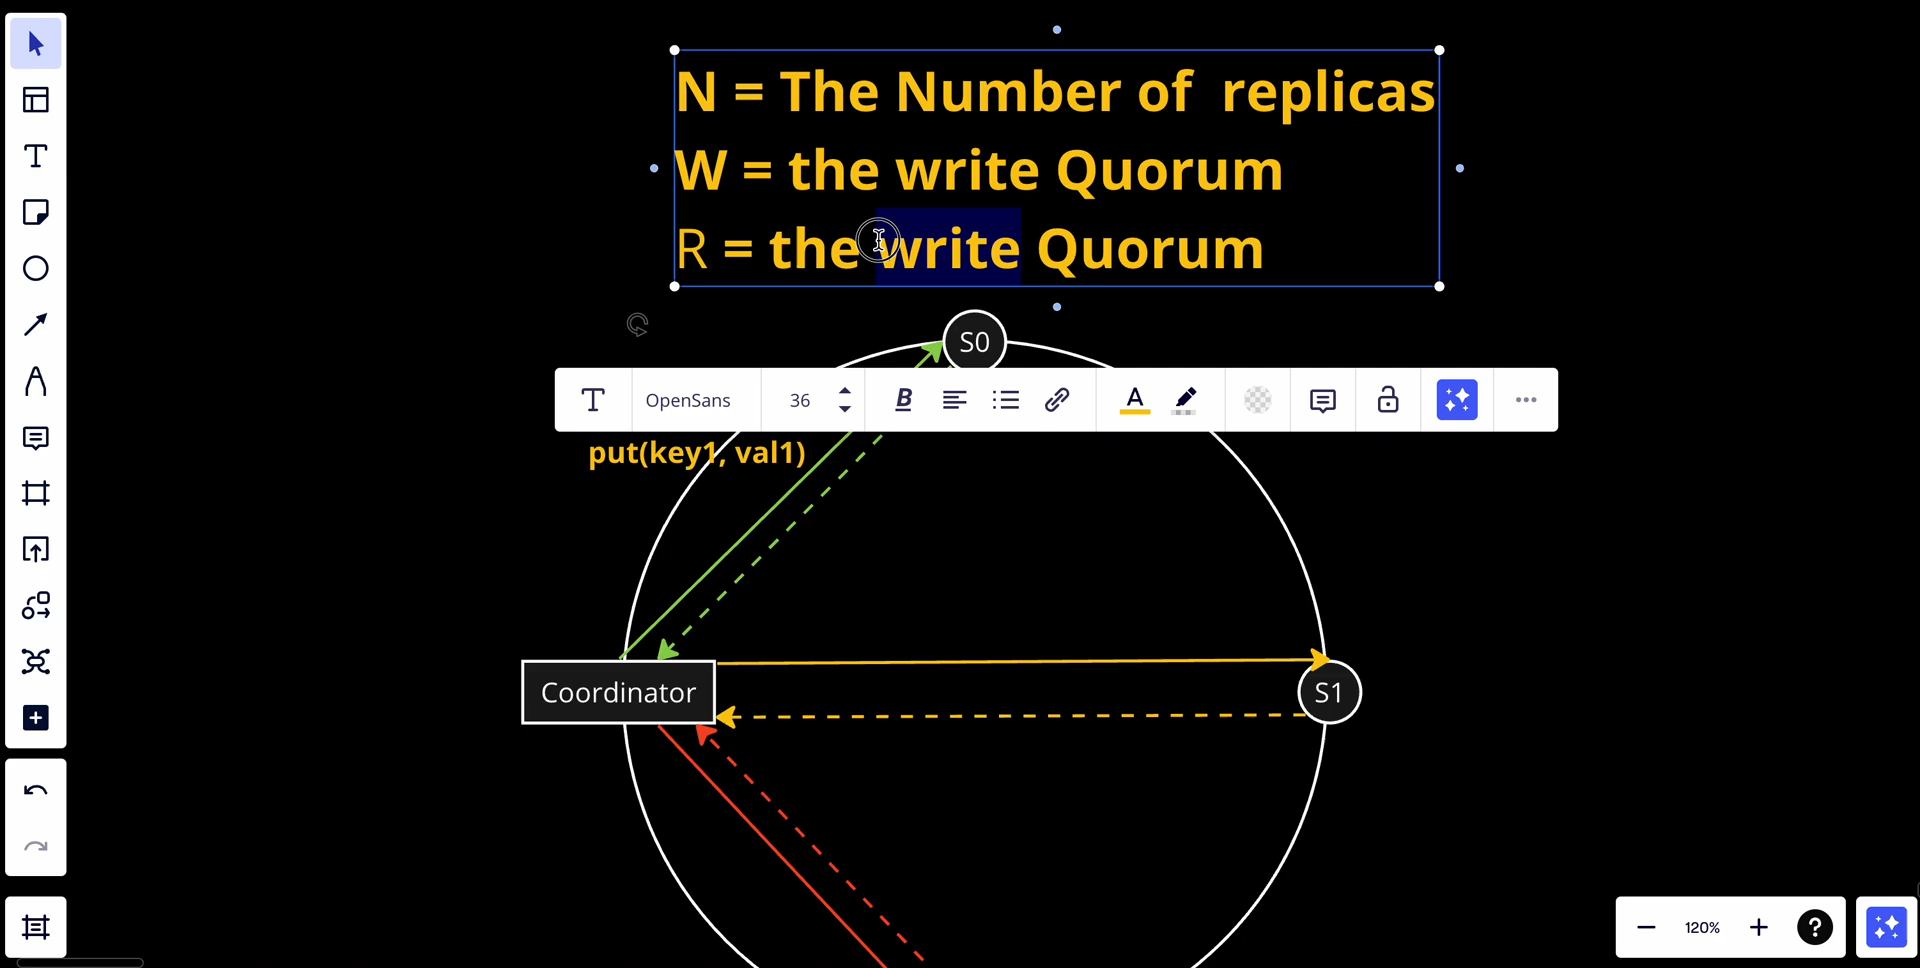 N = The Number of  replicas
W = the write Quorum
R = the write Quorum
S0
OpenSans 36 B A
put(key1, val1)
Coordinator
S1
120%